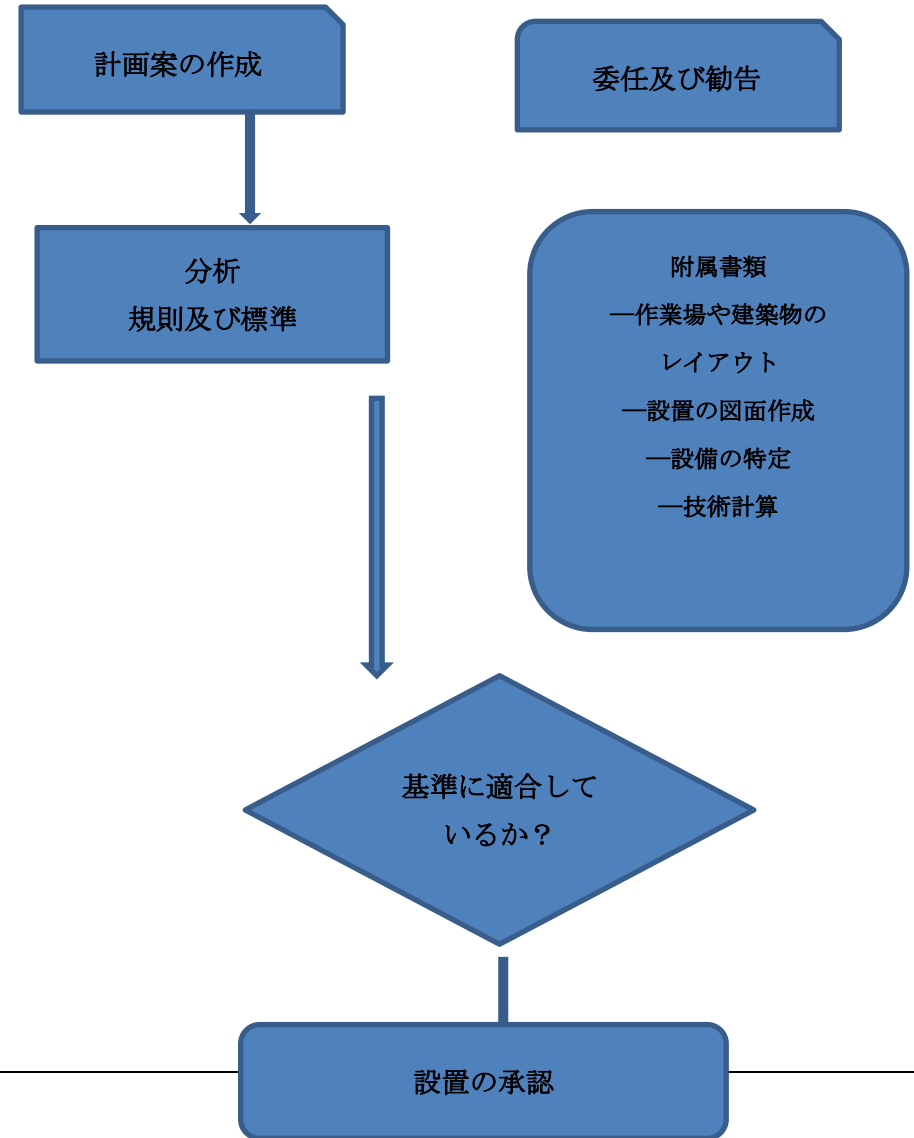 計画案の作成
委任及び勧告
分析
規則及び標準
附属書類
―作業場や建築物の
レイアウト
―設置の図面作成
―設備の特定
―技術計算
基準に適合して
いるか？
設置の承認